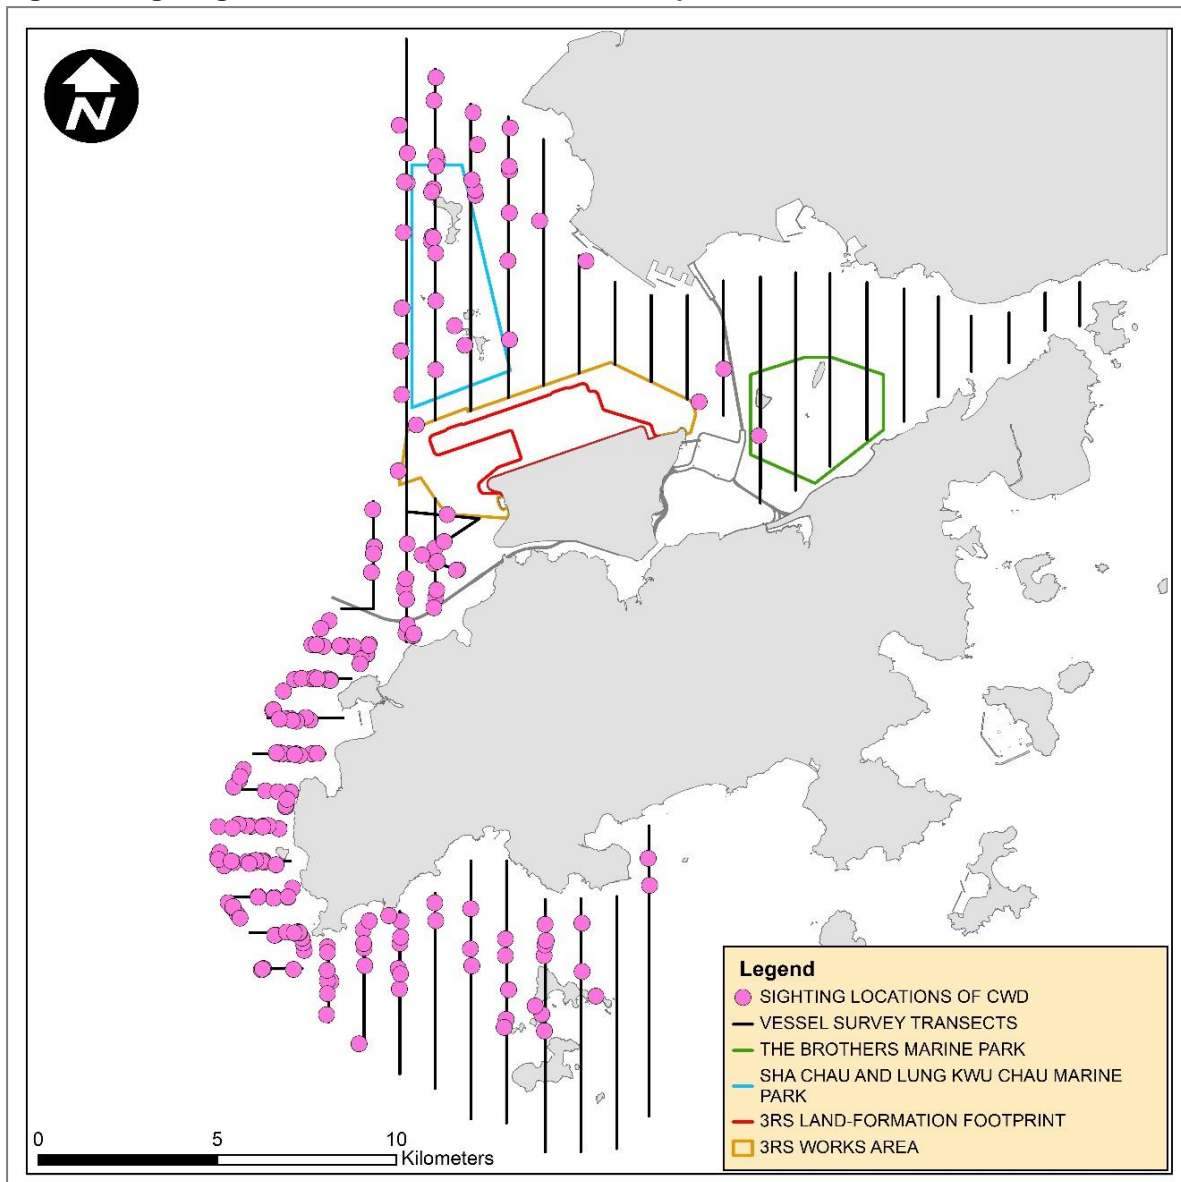 N
Legend
SIGHTING LOCATIONS OF CWD
VESSEL SURVEY TRANSECTS
THE BROTHERS MARINE PARK
SHA CHAU AND LUNG KWU CHAU MARINE
PARK
3RS LAND-FORMATION FOOTPRINT
3RS WORKS AREA
0 5 10
Kilometers